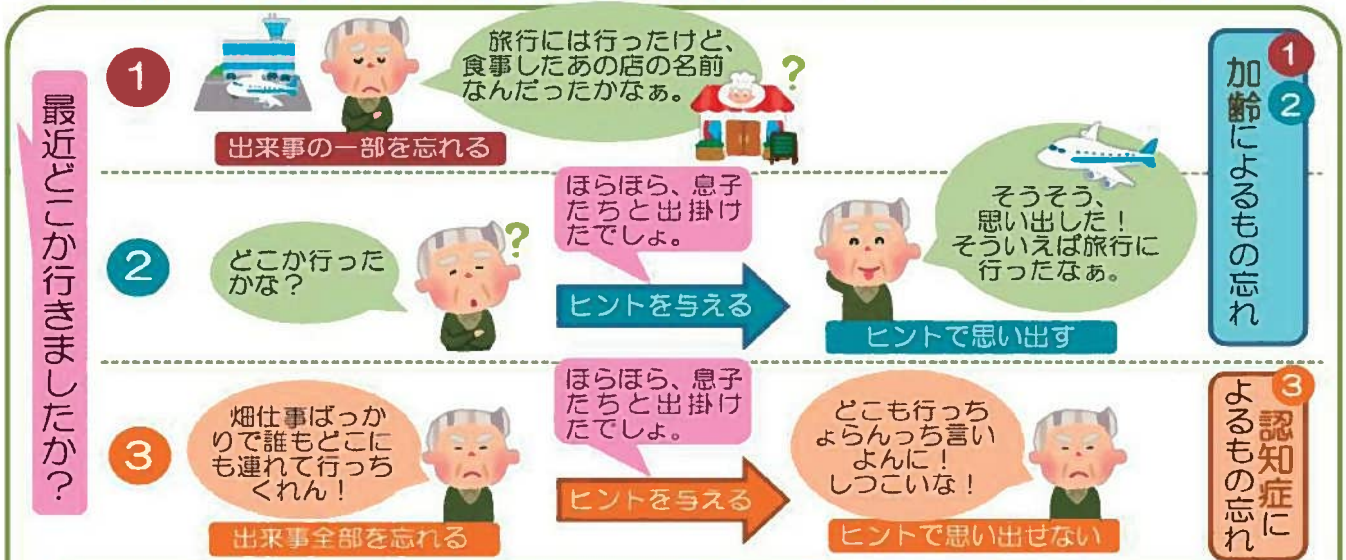 最近どこか行きましたか？
1
旅行には行ったけど、
食事したあの店の名前
なんだったかなぁ。
?
出来事の一部を忘れる
2
どこか行った
かな？
?
ほらほら、息子
たちと出掛け
たでしょ。
ヒントを与える
そうそう、
思い出した！
そういえば旅行に
行ったなぁ。
ヒントで思い出す
1
2
加齢によるもの忘れ
3
畑仕事ばっか
りで誰もどこに
も連れて行っち
くれん！
出来事全部を忘れる
ほらほら、息子
たちと出掛け
たでしょ。
ヒントを与える
どこも行っち
ょらんっち言い
よんに！
しつこいな！
ヒントで思い出せない
3
認知症に
よるもの忘れ